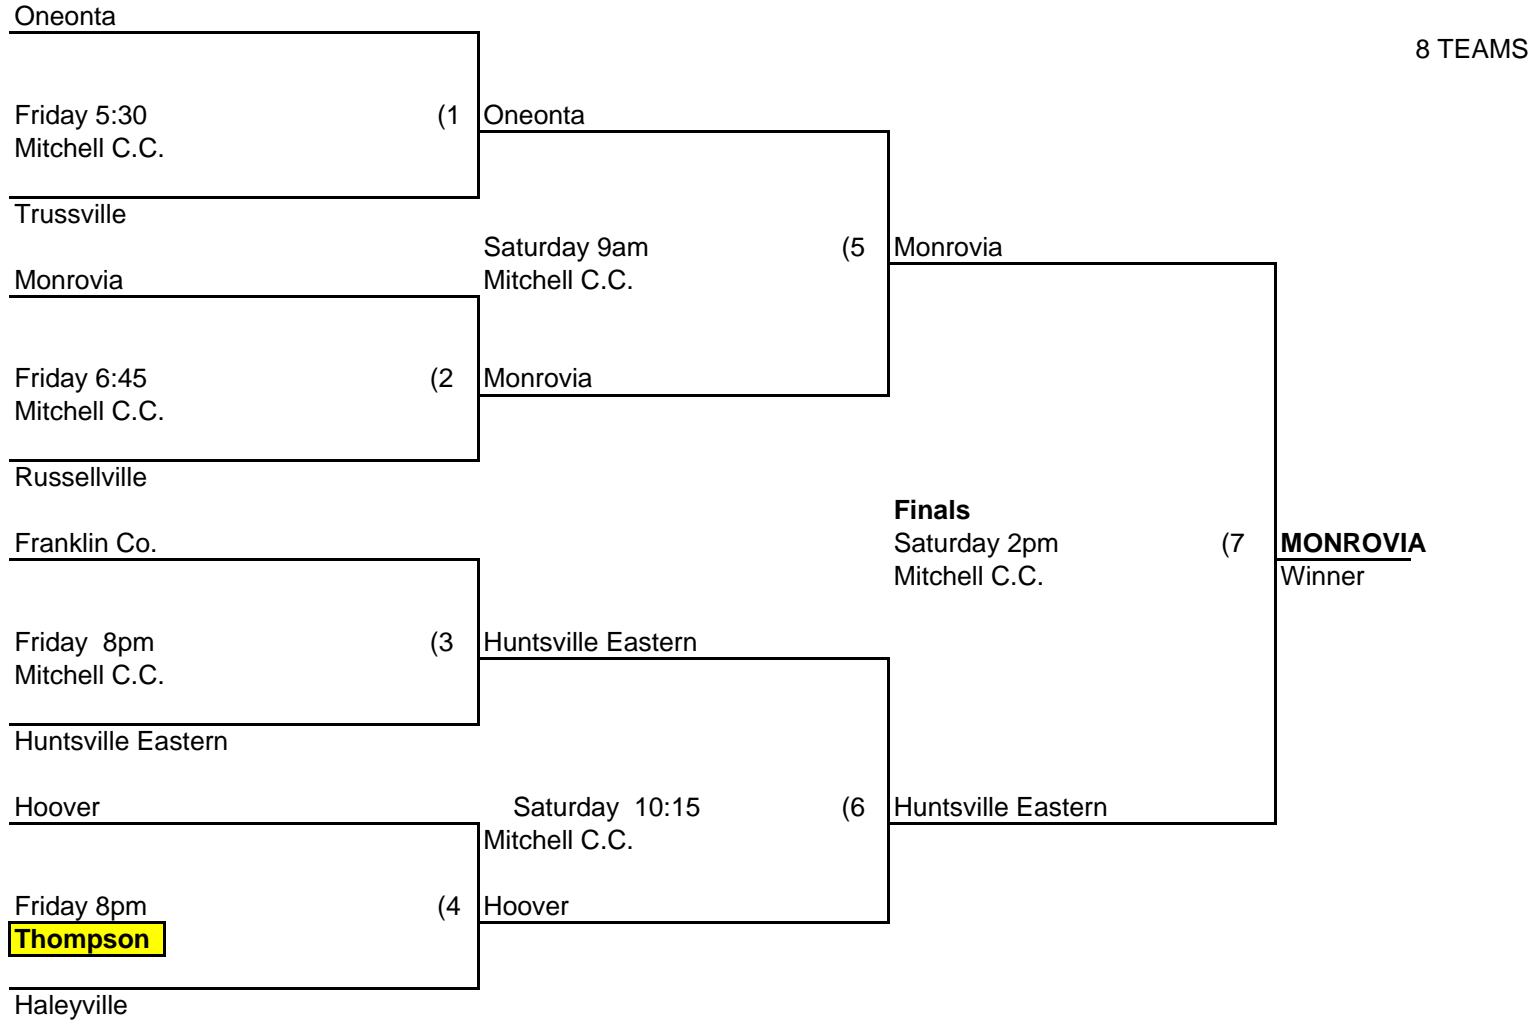 Oneonta
8 TEAMS
Friday 5:30 (1 Oneonta
Mitchell C.C.
Trussville
Saturday 9am (5 Monrovia
Monrovia Mitchell C.C.
Friday 6:45 (2 Monrovia
Mitchell C.C.
Russellville
Finals
Franklin Co. Saturday 2pm (7 MONROVIA
Mitchell C.C. Winner
Friday  8pm (3 Huntsville Eastern
Mitchell C.C.
Huntsville Eastern
Hoover Saturday  10:15 (6 Huntsville Eastern
Mitchell C.C.
Friday 8pm (4 Hoover
Thompson
Haleyville